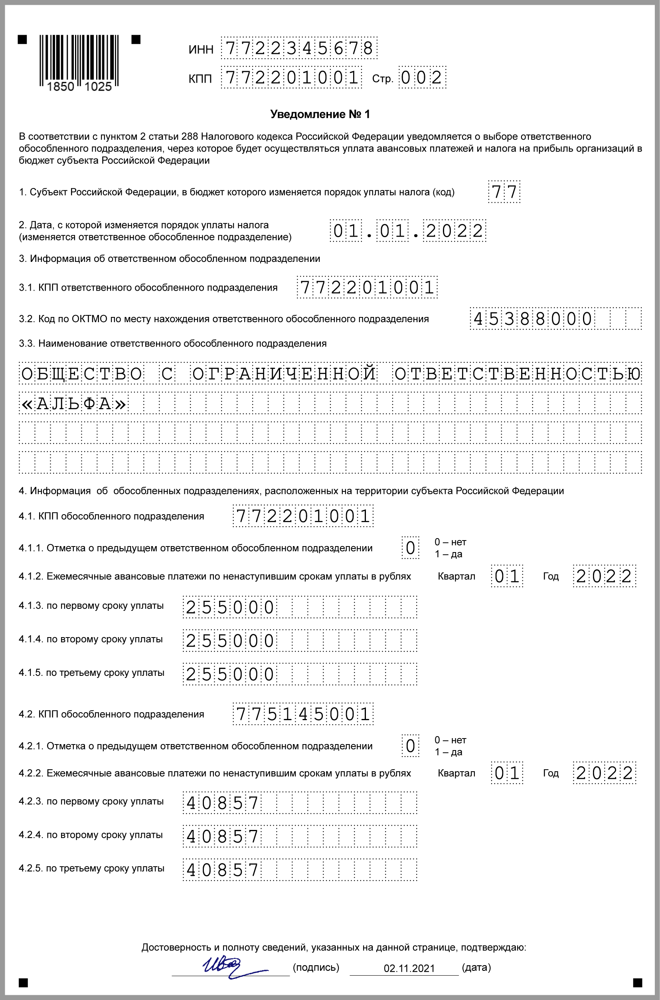 ИНН 7722345678
1850 1025
КПП 772201001 Стр. 002
Уведомление № 1
В соответствии с пунктом 2 статьи 288 Налогового кодекса Российской Федерации уведомляется о выборе ответственного
обособленного подразделения, через которое будет осуществляться уплата авансовых платежей и налога на прибыль организаций в
бюджет субъекта Российской Федерации
1. Субъект Российской Федерации, в бюджет которого изменяется порядок уплаты налога (код) 77
2. Дата, с которой изменяется порядок уплаты налога
(изменяется ответственное обособленное подразделение) 01.01.2022
3. Информация об ответственном обособленном подразделении
3.1. КПП ответственного обособленного подразделения 772201001
3.2. Код по ОКТМО по месту нахождения ответственного обособленного подразделения 45388000
3.3. Наименование ответственного обособленного подразделения
ОБЩЕСТВО С ОГРАНИЧЕННОЙ ОТВЕТСТВЕННОСТЬЮ
«АЛЬФА»
4. Информация об обособленных подразделениях, расположенных на территории субъекта Российской Федерации
4.1. КПП обособленного подразделения 772201001
4.1.1. Отметка о предыдущем ответственном обособленном подразделении 0 0 – нет
1 – да
4.1.2. Ежемесячные авансовые платежи по ненаступившим срокам уплаты в рублях Квартал 01 Год 2022
4.1.3. по первому сроку уплаты 255000
4.1.4. по второму сроку уплаты 255000
4.1.5. по третьему сроку уплаты 255000
4.2. КПП обособленного подразделения 775145001
4.2.1. Отметка о предыдущем ответственном обособленном подразделении 0 0 – нет
1 – да
4.2.2. Ежемесячные авансовые платежи по ненаступившим срокам уплаты в рублях Квартал 01 Год 2022
4.2.3. по первому сроку уплаты 40857
4.2.4. по второму сроку уплаты 40857
4.2.5. по третьему сроку уплаты 40857
Достоверность и полноту сведений, указанных на данной странице, подтверждаю:
(подпись) 02.11.2021 (дата)